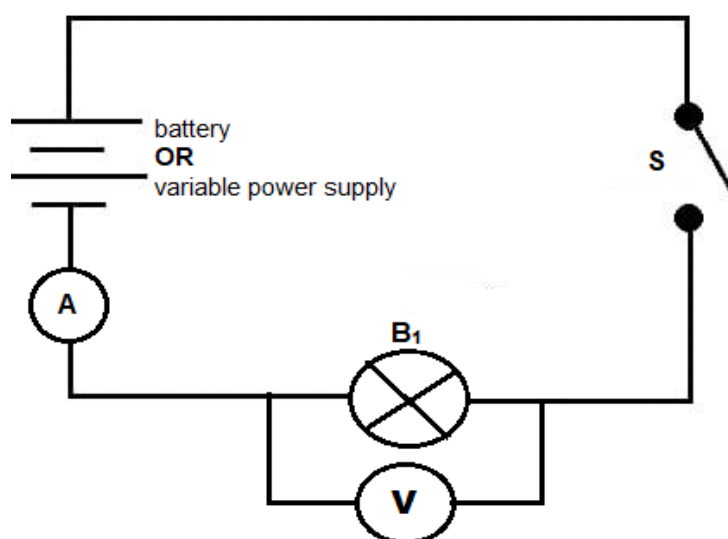 battery
OR
variable power supply
S
A
B₁
V